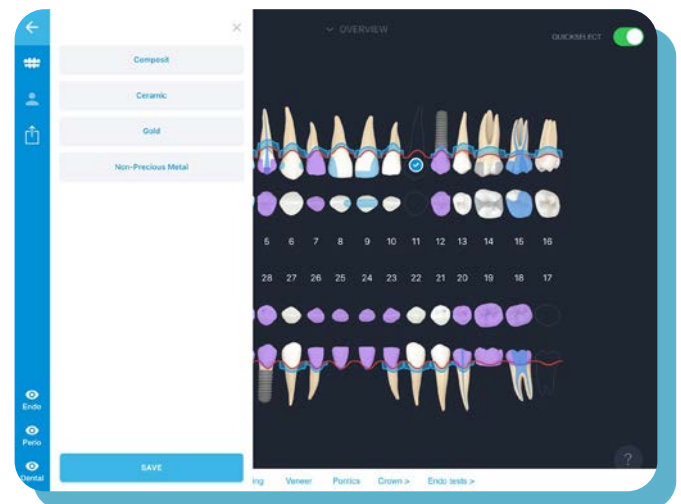 OVERVIEW
QUICKSELECT
Composit
Ceramic
Gold
Non-Precious Metal
5 6 7 8 9 10 11 12 13 14 15 16
28 27 26 25 24 23 22 21 20 19 18 17
Endo
Perio
Dental
SAVE
ing Veneer Pontics Crown > Endo tests >
?